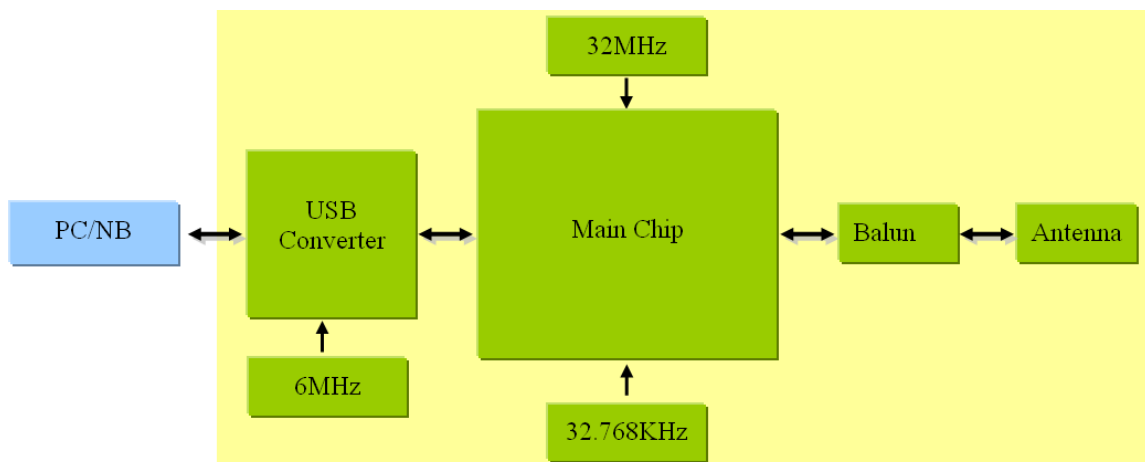 32MHz
PC/NB
USB
Converter
Main Chip
Balun
Antenna
6MHz
32.768KHz